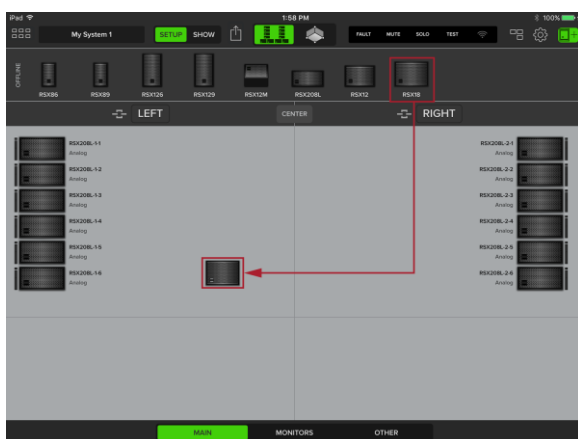 iPad 1:58 PM 100%
My System 1 SETUP SHOW FAULT MUTE SOLO TEST
OFFLINE
RSX86 RSX89 RSX126 RSX129 RSX12M RSX208L RSX12 RSX18
LEFT CENTER RIGHT
RSX208L-1-1 RSX208L-2-1
Analog Analog
RSX208L-1-2 RSX208L-2-2
Analog Analog
RSX208L-1-3 RSX208L-2-3
Analog Analog
RSX208L-1-4 RSX208L-2-4
Analog Analog
RSX208L-1-5 RSX208L-2-5
Analog Analog
RSX208L-1-6 RSX208L-2-6
Analog Analog
MAIN MONITORS OTHER